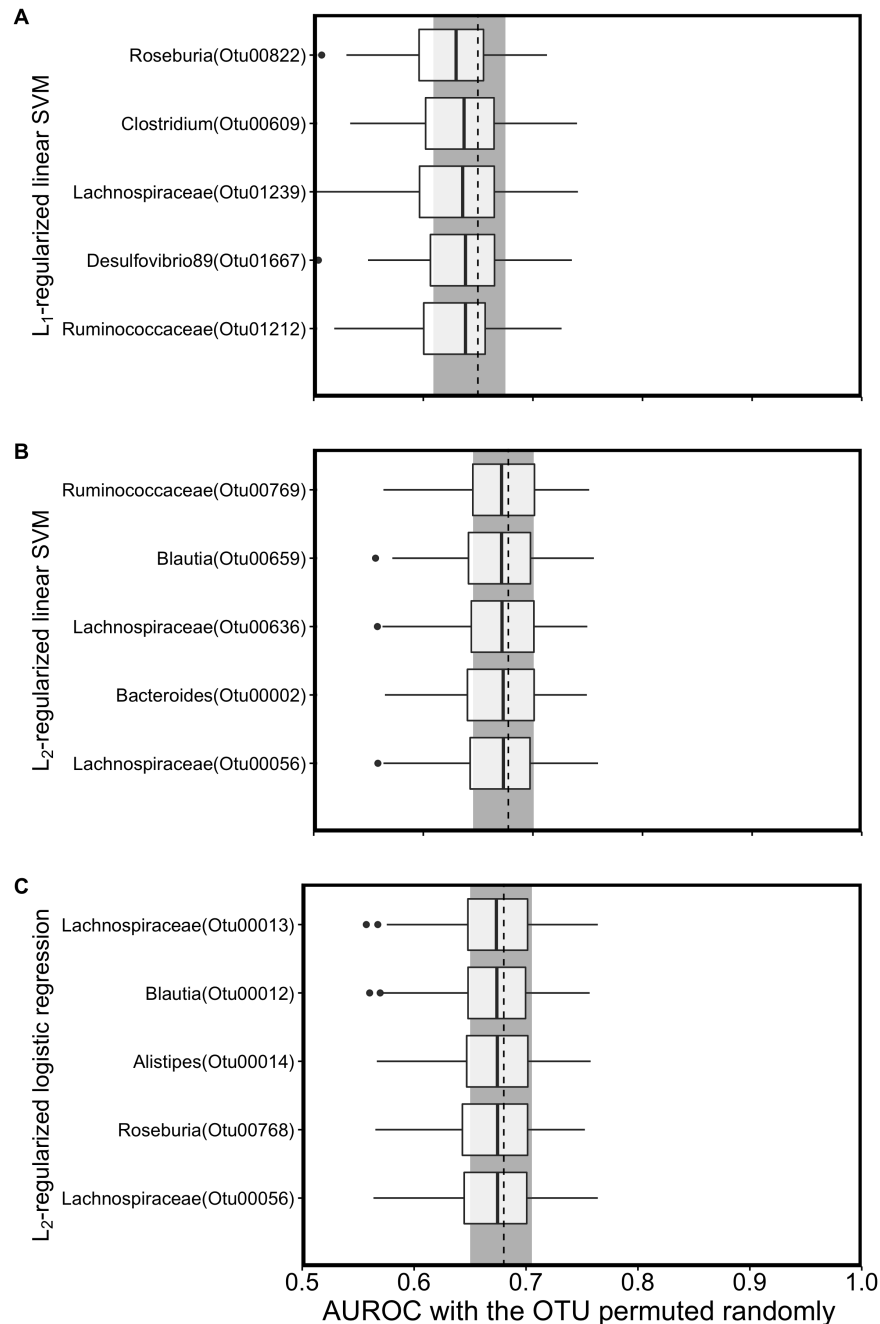 A
L1-regularized linear SVM
Roseburia(Otu00822)
Clostridium(Otu00609)
Lachnospiraceae(Otu01239)
Desulfovibrio89(Otu01667)
Ruminococcaceae(Otu01212)
B
L2-regularized linear SVM
Ruminococcaceae(Otu00769)
Blautia(Otu00659)
Lachnospiraceae(Otu00636)
Bacteroides(Otu00002)
Lachnospiraceae(Otu00056)
C
L2-regularized logistic regression
Lachnospiraceae(Otu00013)
Blautia(Otu00012)
Alistipes(Otu00014)
Roseburia(Otu00768)
Lachnospiraceae(Otu00056)
0.5 0.6 0.7 0.8 0.9 1.0
AUROC with the OTU permuted randomly